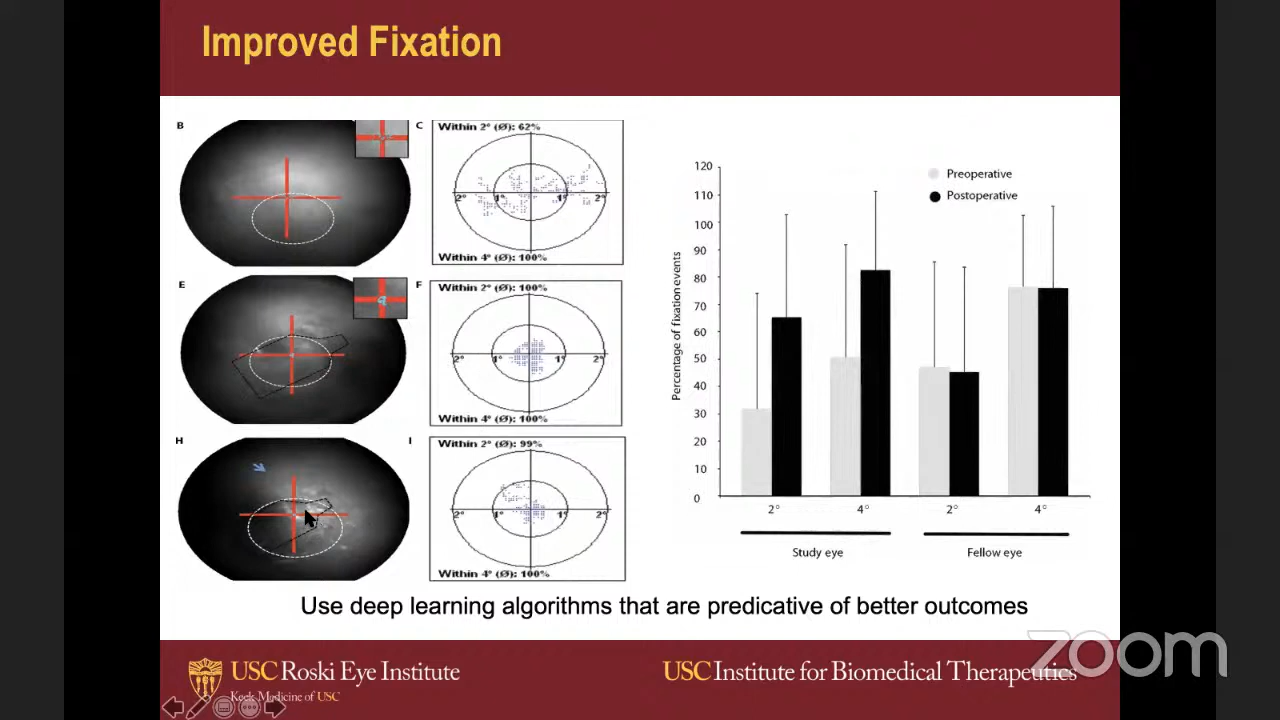 Improved Fixation
B
C
Within 2° (Ø): 62%
2° 1° 1° 2°
Within 4° (Ø): 100%
E
F
Within 2° (Ø): 100%
2° 1° 1° 2°
Within 4° (Ø): 100%
H
I
Within 2° (Ø): 99%
2° 1° 1° 2°
Within 4° (Ø): 100%
Preoperative
Postoperative
Percentage of fixation events
120
110
100
90
80
70
60
50
40
30
20
10
0
2° 4° 2° 4°
Study eye Fellow eye
Use deep learning algorithms that are predicative of better outcomes
USC Roski Eye Institute
Keck Medicine of USC
USC Institute for Biomedical Therapeutics
zoom